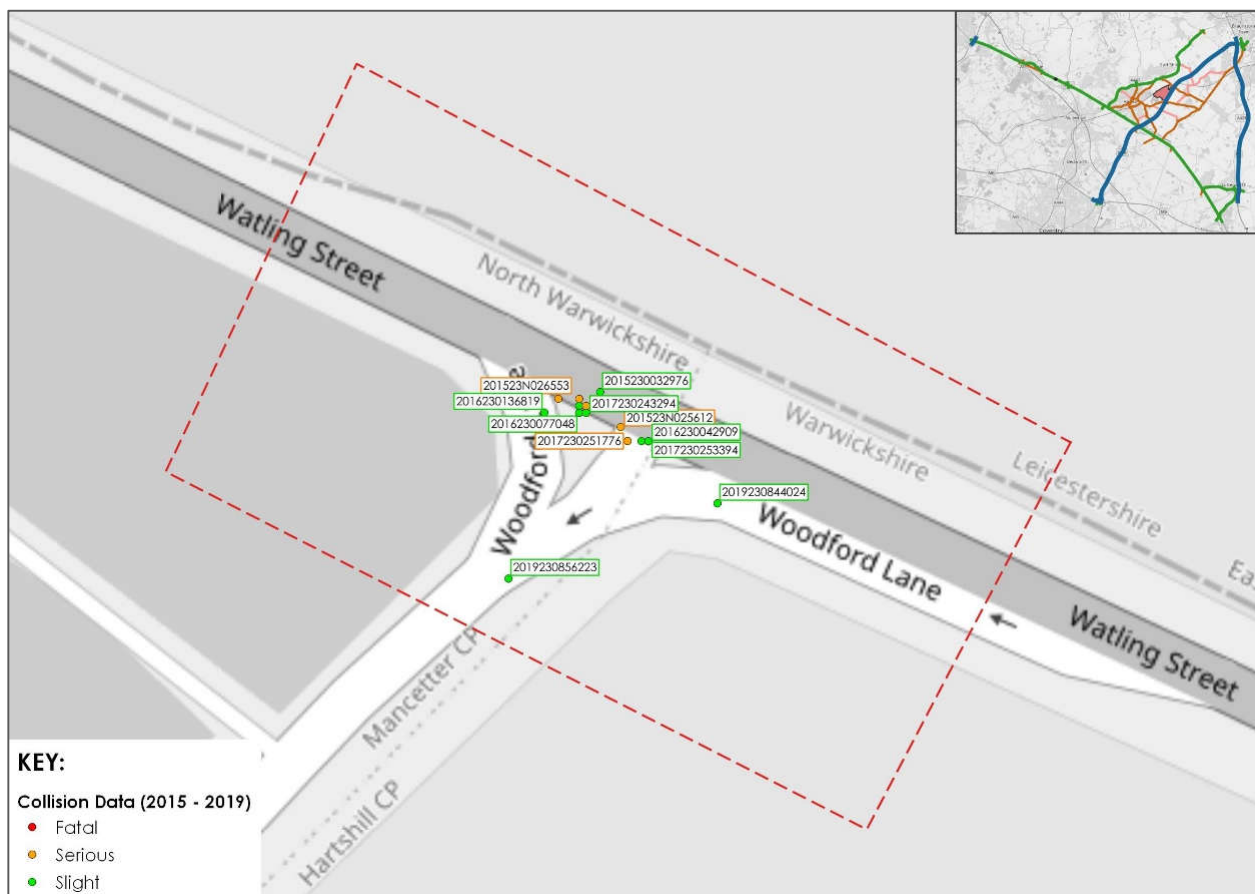 Watling Street
North Warwickshire
Warwickshire
Leicestershire
201523N026553
2015230032976
2016230136819
2017230243294
201523N025612
2016230077048
2016230042909
2017230251776
2017230253394
2019230844024
Woodford
Woodford Lane
2019230856223
Watling Street
Mancetter CP
Hartshill CP
KEY:
Collision Data (2015 - 2019)
Fatal
Serious
Slight